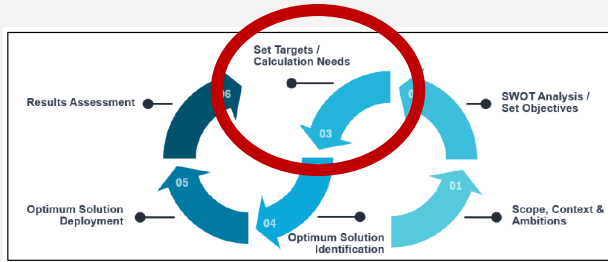 Set Targets /
Calculation Needs
06
Results Assessment
SWOT Analysis /
Set Objectives
03
05
01
Optimum Solution
Deployment
04
Optimum Solution
Identification
Scope, Context &
Ambitions